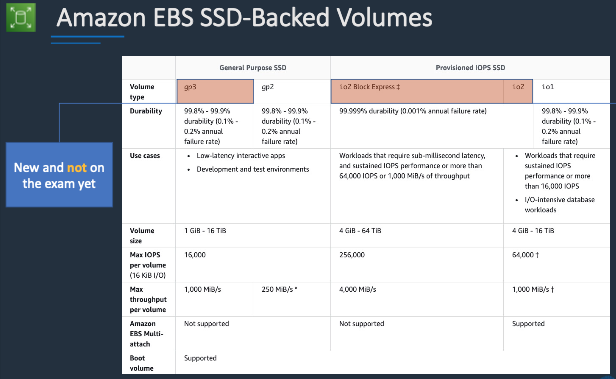 Amazon EBS SSD-Backed Volumes
General Purpose SSD
Provisioned IOPS SSD
Volume
type
gp3
gp2
io2 Block Express ‡
io2
io1
Durability
99.8% - 99.9%
durability (0.1% -
0.2% annual
failure rate)
99.8% - 99.9%
durability (0.1% -
0.2% annual
failure rate)
99.999% durability (0.001% annual failure rate)
99.8% - 99.9%
durability (0.1% -
0.2% annual
failure rate)
New and not on
the exam yet
Use cases
• Low-latency interactive apps
• Development and test environments
Workloads that require sub-millisecond latency,
and sustained IOPS performance or more than
64,000 IOPS or 1,000 MiB/s of throughput
• Workloads that require
sustained IOPS
performance or more
than 16,000 IOPS
• I/O-intensive database
workloads
Volume
size
1 GiB - 16 TiB
4 GiB - 64 TiB
4 GiB - 16 TiB
Max IOPS
per volume
(16 KiB I/O)
16,000
256,000
64,000 †
Max
throughput
per volume
1,000 MiB/s
250 MiB/s *
4,000 MiB/s
1,000 MiB/s †
Amazon
EBS Multi-
attach
Not supported
Not supported
Supported
Boot
volume
Supported